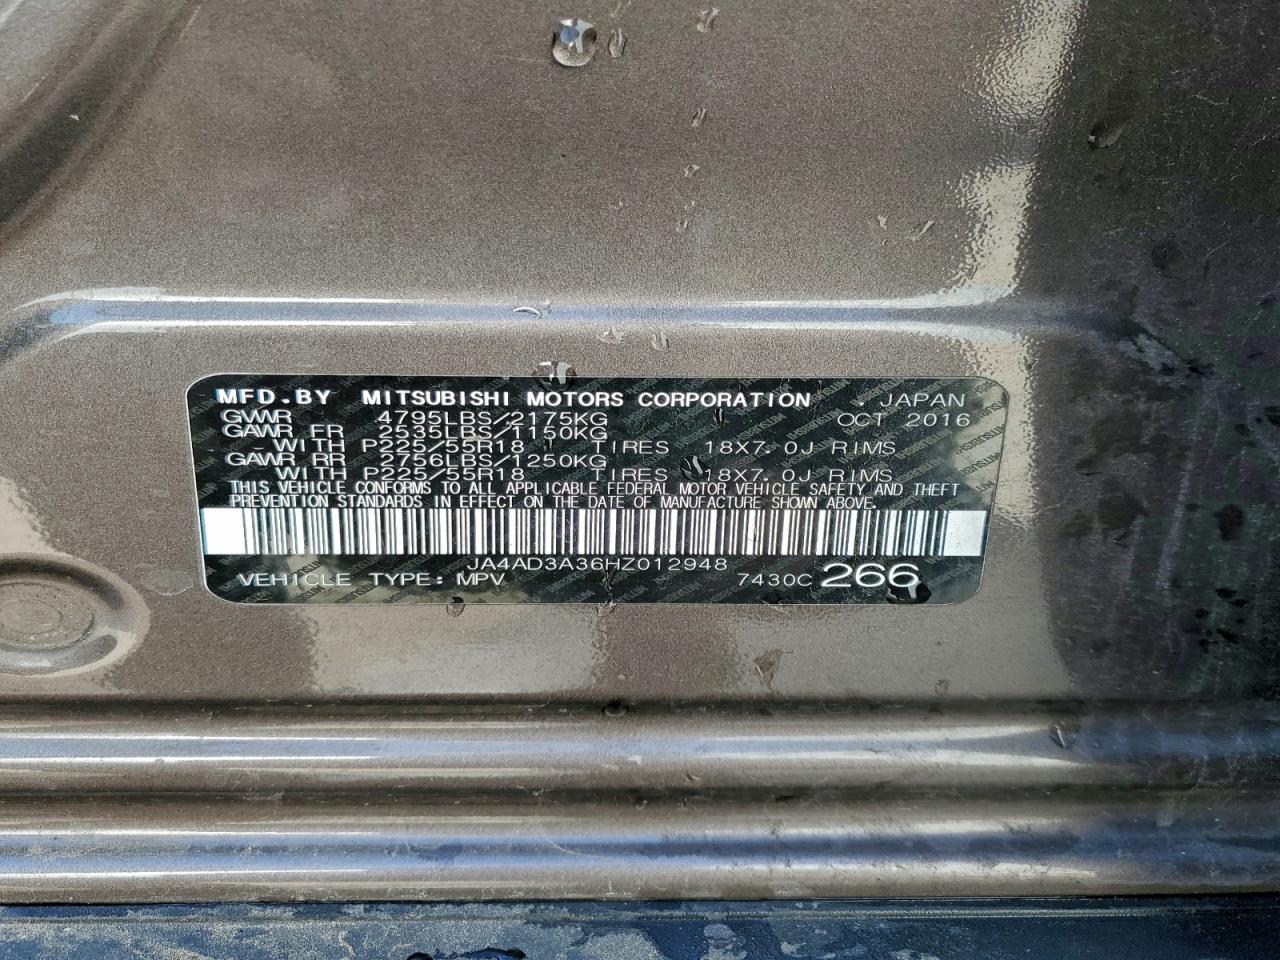 MFD.BY MITSUBISHI MOTORS CORPORATION , JAPAN
GVWR 4795LBS/2175KG OCT 2016
GAWR FR 2535LBS/1150KG
WITH P225/55R18 TIRES 18X7.0J RIMS
GAWR RR 2756LBS/1250KG
WITH P225/55R18 TIRES 18X7.0J RIMS
THIS VEHICLE CONFORMS TO ALL APPLICABLE FEDERAL MOTOR VEHICLE SAFETY AND THEFT
PREVENTION STANDARDS IN EFFECT ON THE DATE OF MANUFACTURE SHOWN ABOVE.
JA4AD3A36HZ012948
VEHICLE TYPE: MPV 7430C 266